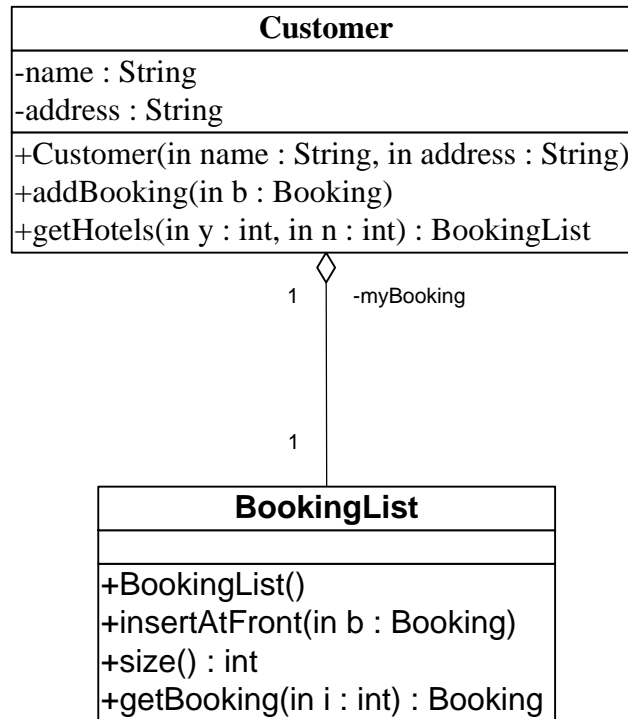 Customer
-name : String
-address : String
+Customer(in name : String, in address : String)
+addBooking(in b : Booking)
+getHotels(in y : int, in n : int) : BookingList
1
-myBooking
1
BookingList
+BookingList()
+insertAtFront(in b : Booking)
+size() : int
+getBooking(in i : int) : Booking